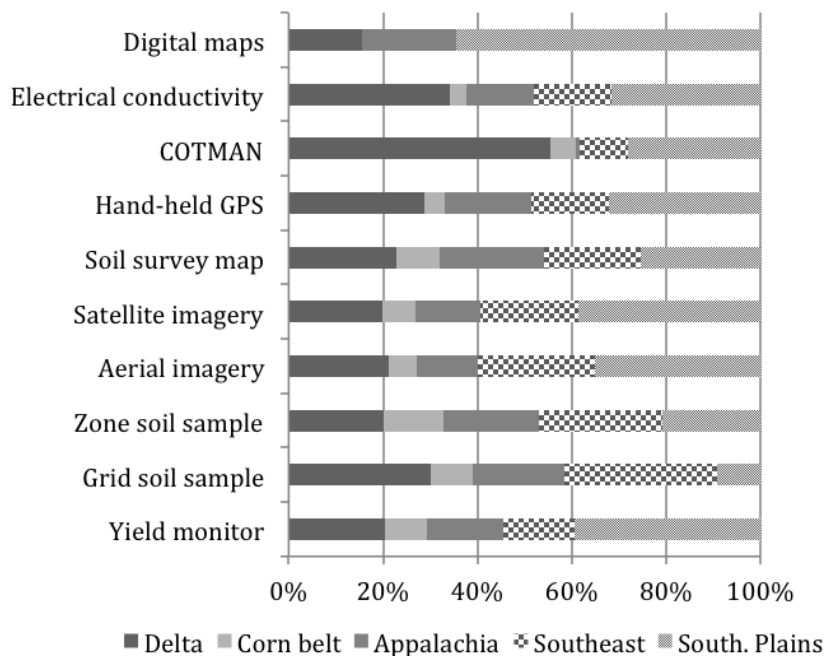 Digital maps
Electrical conductivity
COTMAN
Hand-held GPS
Soil survey map
Satellite imagery
Aerial imagery
Zone soil sample
Grid soil sample
Yield monitor
0% 20% 40% 60% 80% 100%
Delta Corn belt Appalachia Southeast South. Plains